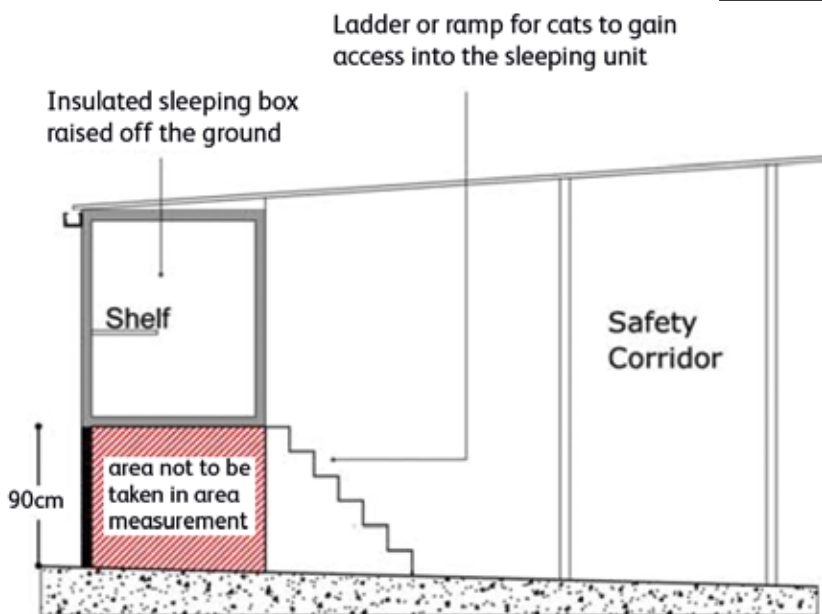 Ladder or ramp for cats to gain
access into the sleeping unit
Insulated sleeping box
raised off the ground
Shelf
Safety
Corridor
area not to be
taken in area
measurement
90cm